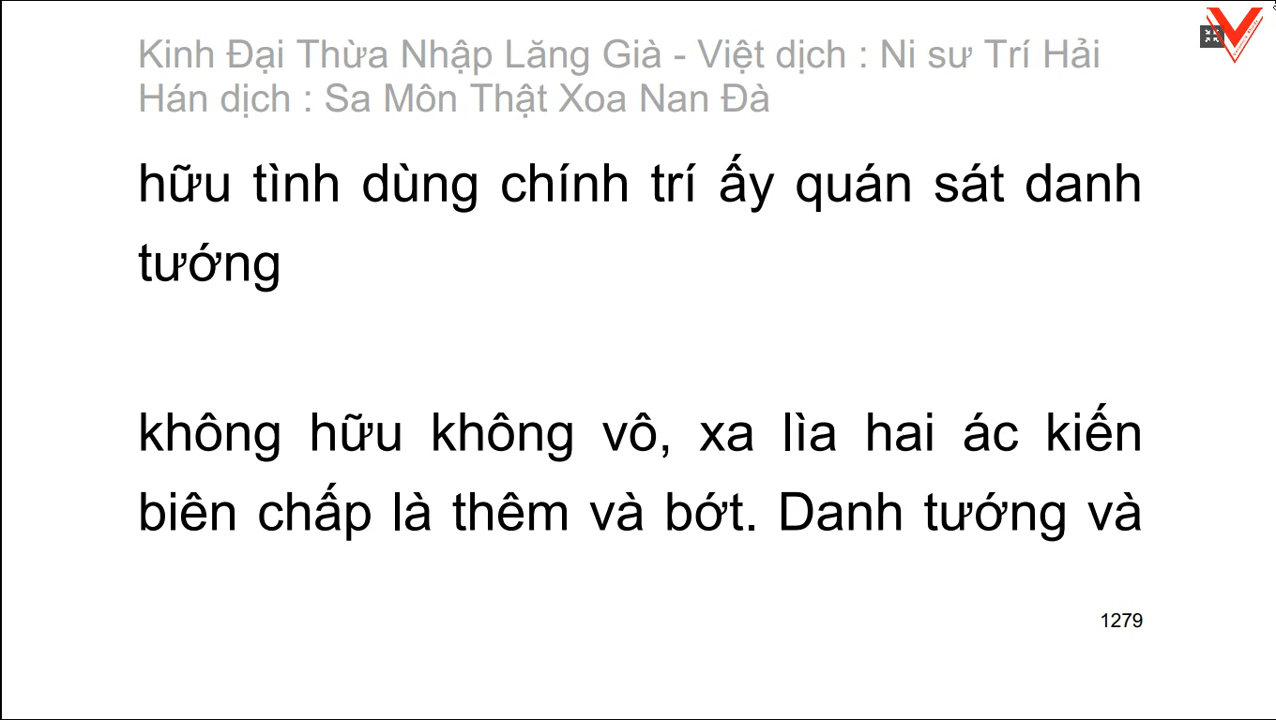 Kinh Đại Thừa Nhập Lăng Già - Việt dịch : Ni sư Trí Hải
Hán dịch : Sa Môn Thật Xoa Nan Đà
hữu tình dùng chính trí ấy quán sát danh
tướng
không hữu không vô, xa lìa hai ác kiến
biên chấp là thêm và bớt. Danh tướng và
1279